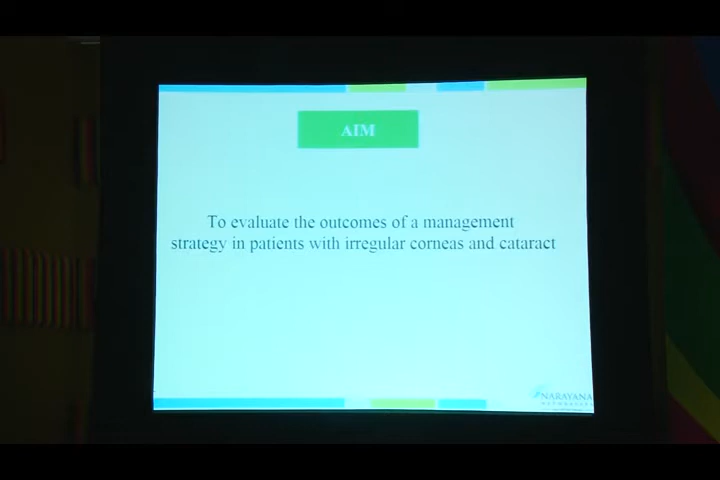 AIM
To evaluate the outcomes of a management
strategy in patients with irregular corneas and cataract
NARAYANA